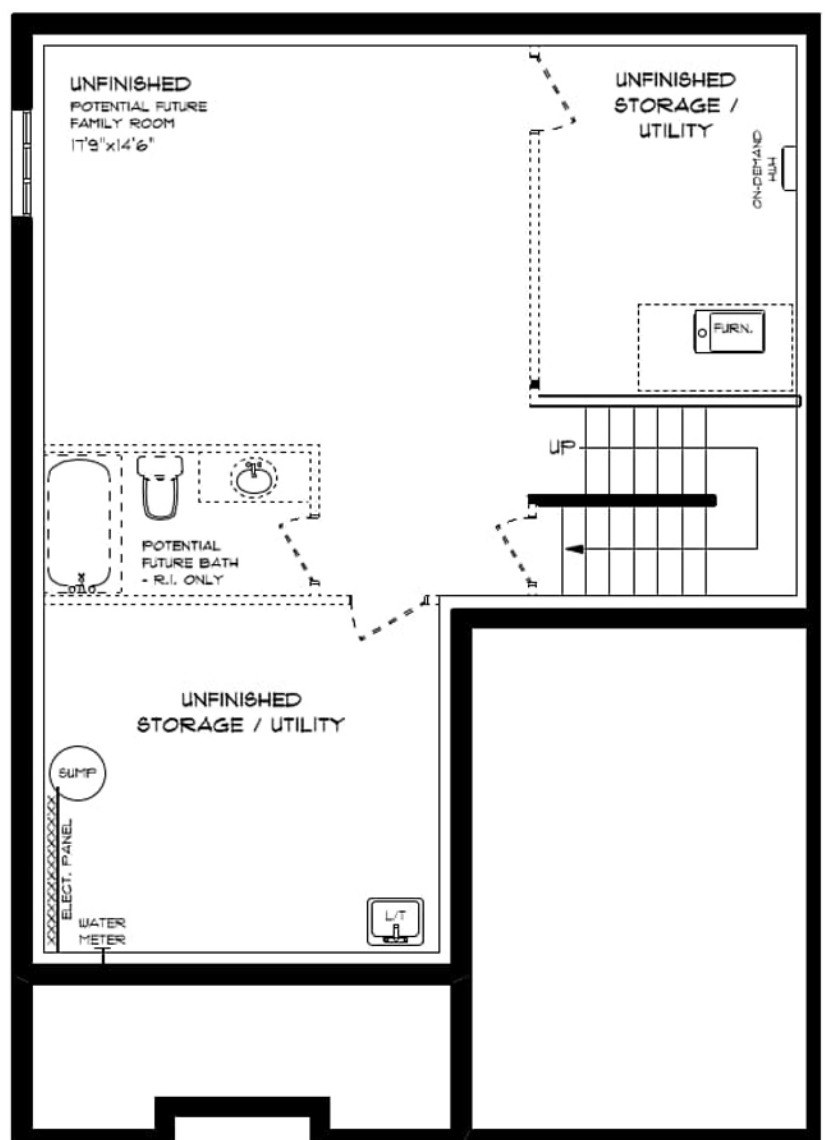 UNFINISHED
POTENTIAL FUTURE
FAMILY ROOM
17'9"x14'6"
UNFINISHED
STORAGE /
UTILITY
ON-DEMAND
HWH
FURN.
UP
POTENTIAL
FUTURE BATH
- R.I. ONLY
UNFINISHED
STORAGE / UTILITY
SUMP
ELECT. PANEL
WATER
METER
L/T